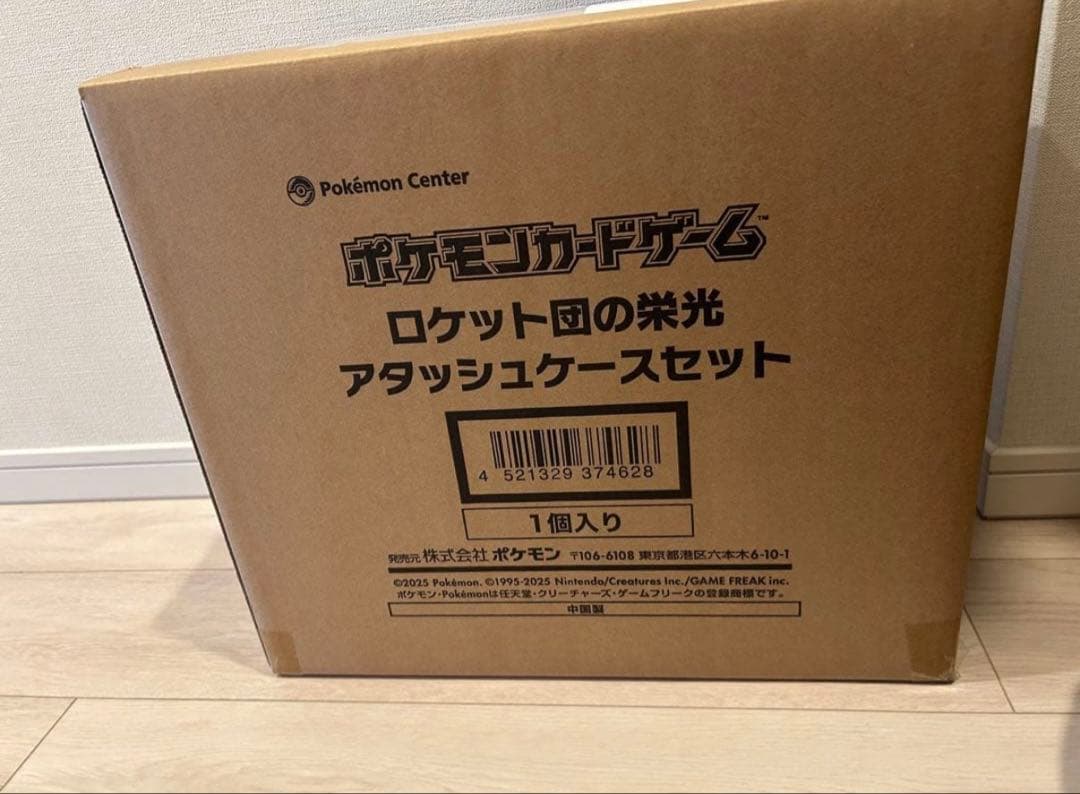 Pokémon Center
ポケモンカードゲーム™
ロケット団の栄光
アタッシュケースセット
4 521329 374628
1個入り
発売元 株式会社 ポケモン 〒106-6108 東京都港区六本木6-10-1
©2025 Pokémon. ©1995-2025 Nintendo/Creatures Inc./GAME FREAK inc.
ポケモン・Pokémonは任天堂・クリーチャーズ・ゲームフリークの登録商標です。
中国製